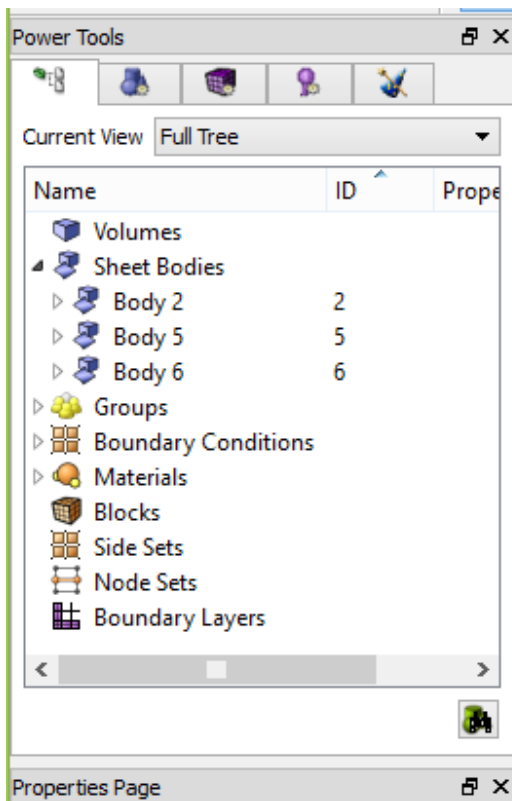 Power Tools
Current View Full Tree
Name ID Prope
Volumes
Sheet Bodies
Body 2 2
Body 5 5
Body 6 6
Groups
Boundary Conditions
Materials
Blocks
Side Sets
Node Sets
Boundary Layers
Properties Page